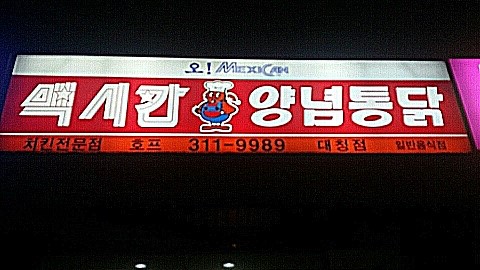 오! MEXICAN
멕시칸 양념통닭
치킨전문점 호프 311-9989 대칭점 일반음식점